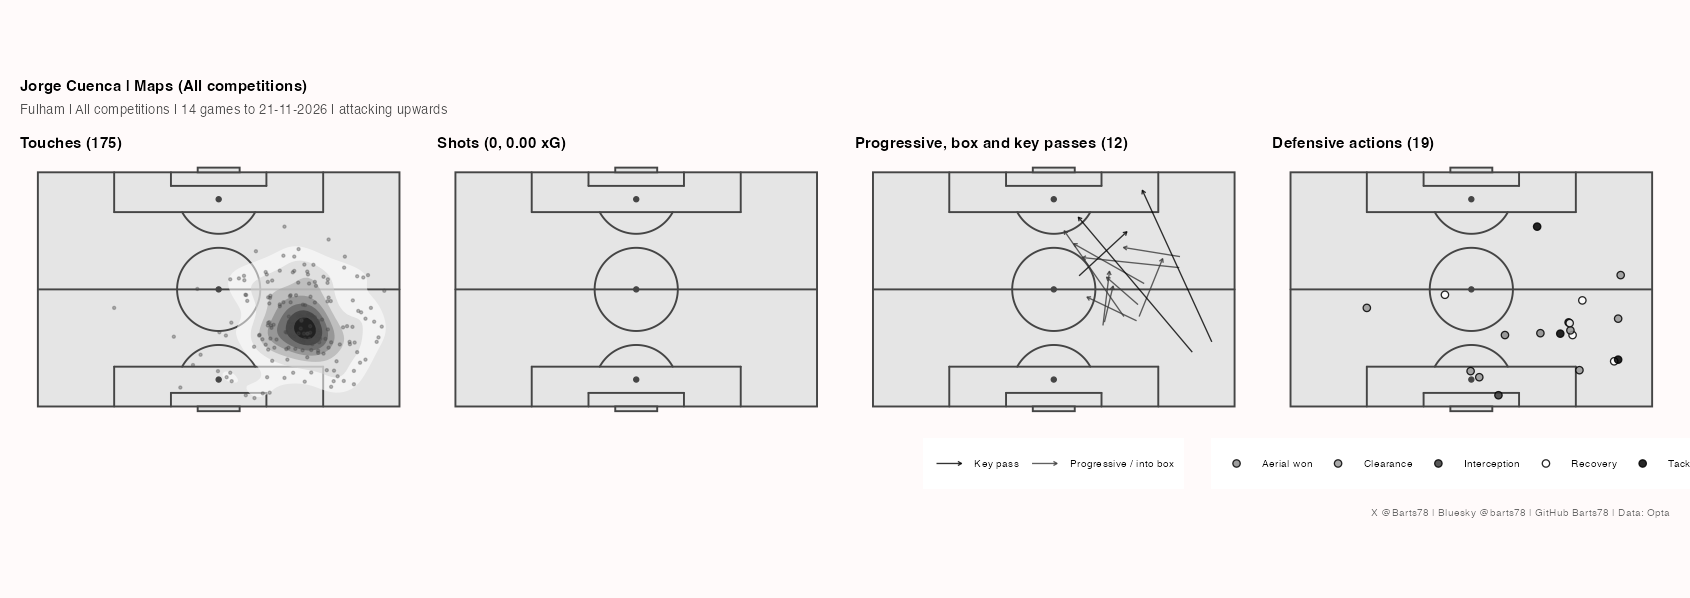 Jorge Cuenca | Maps (All competitions)
Fulham | All competitions | 14 games to 21-11-2026 | attacking upwards
Touches (175)
Shots (0, 0.00 xG)
Progressive, box and key passes (12)
Defensive actions (19)
Key pass
Progressive / into box
Aerial won
Clearance
Interception
Recovery
Tack
X @Barts78 | Bluesky @barts78 | GitHub Barts78 | Data: Opta